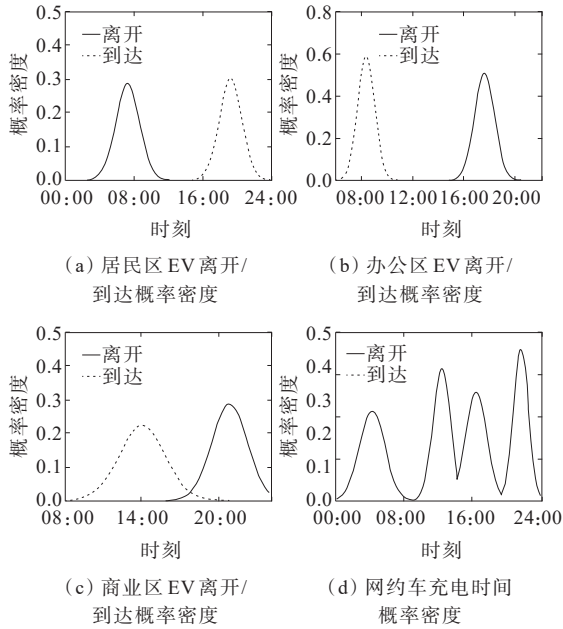 0.5
0.4
0.3
0.2
0.1
0.0
概率密度
离开
到达
00:00 08:00 16:00 24:00
时刻
(a) 居民区 EV 离开/
到达概率密度
0.8
0.6
0.4
0.2
0.0
概率密度
离开
到达
08:00 12:00 16:00 20:00
时刻
(b) 办公区 EV 离开/
到达概率密度
0.5
0.4
0.3
0.2
0.1
0.0
概率密度
离开
到达
08:00 14:00 20:00
时刻
(c) 商业区 EV 离开/
到达概率密度
0.5
0.4
0.3
0.2
0.1
0.0
概率密度
离开
到达
00:00 08:00 16:00 24:00
时刻
(d) 网约车充电时间
概率密度